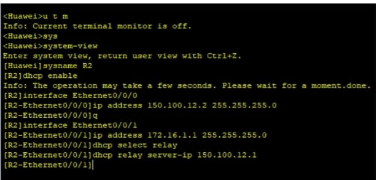 <Huawei>u t m
Info: Current terminal monitor is off.
<Huawei>sys
<Huawei>system-view
Enter system view, return user view with Ctrl+Z.
[Huawei]sysname R2
[R2]dhcp enable
Info: The operation may take a few seconds. Please wait for a moment.done.
[R2]interface Ethernet0/0/0
[R2-Ethernet0/0/0]ip address 150.100.12.2 255.255.255.0
[R2-Ethernet0/0/0]q
[R2]interface Ethernet0/0/1
[R2-Ethernet0/0/1]ip address 172.16.1.1 255.255.255.0
[R2-Ethernet0/0/1]dhcp select relay
[R2-Ethernet0/0/1]dhcp relay server-ip 150.100.12.1
[R2-Ethernet0/0/1]